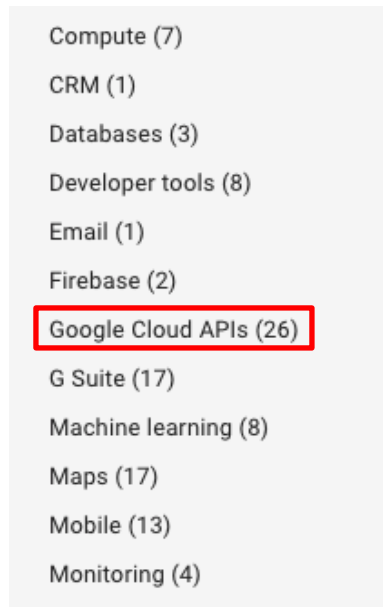 Compute (7)
CRM (1)
Databases (3)
Developer tools (8)
Email (1)
Firebase (2)
Google Cloud APIs (26)
G Suite (17)
Machine learning (8)
Maps (17)
Mobile (13)
Monitoring (4)